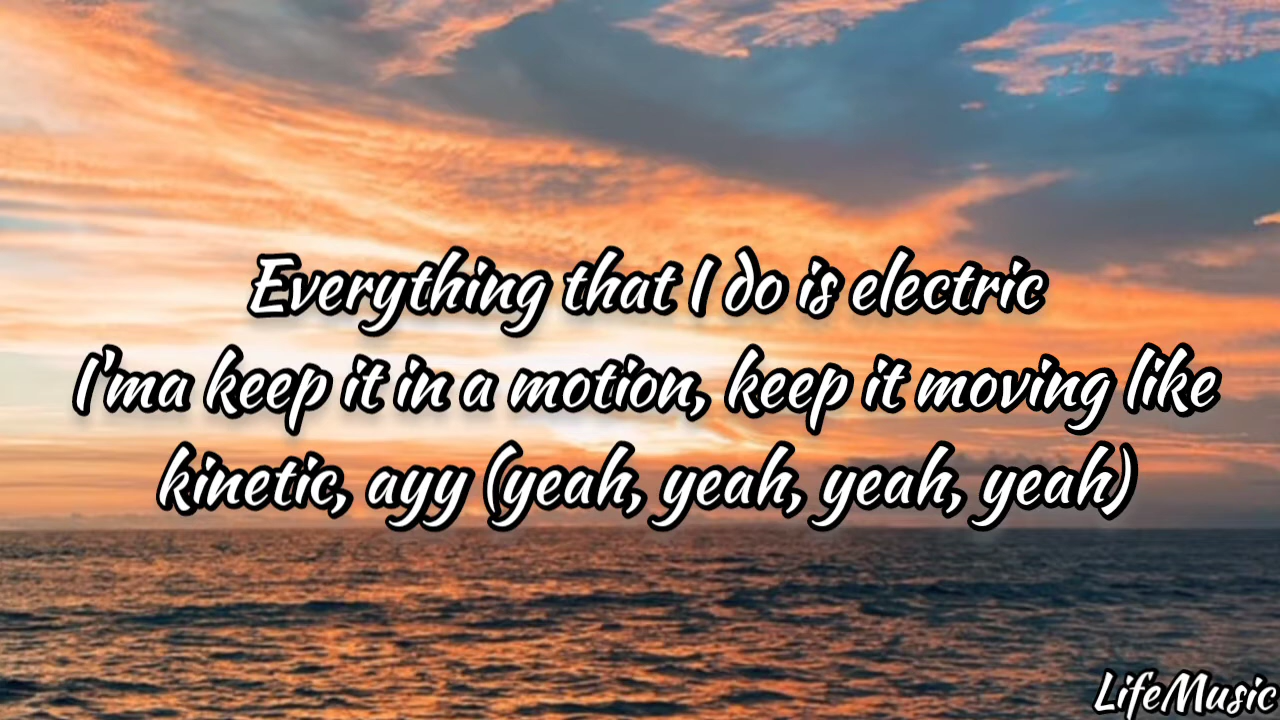 Everything that I do is electric
I'ma keep it in a motion, keep it moving like
kinetic, ayy (yeah, yeah, yeah, yeah)
LifeMusic